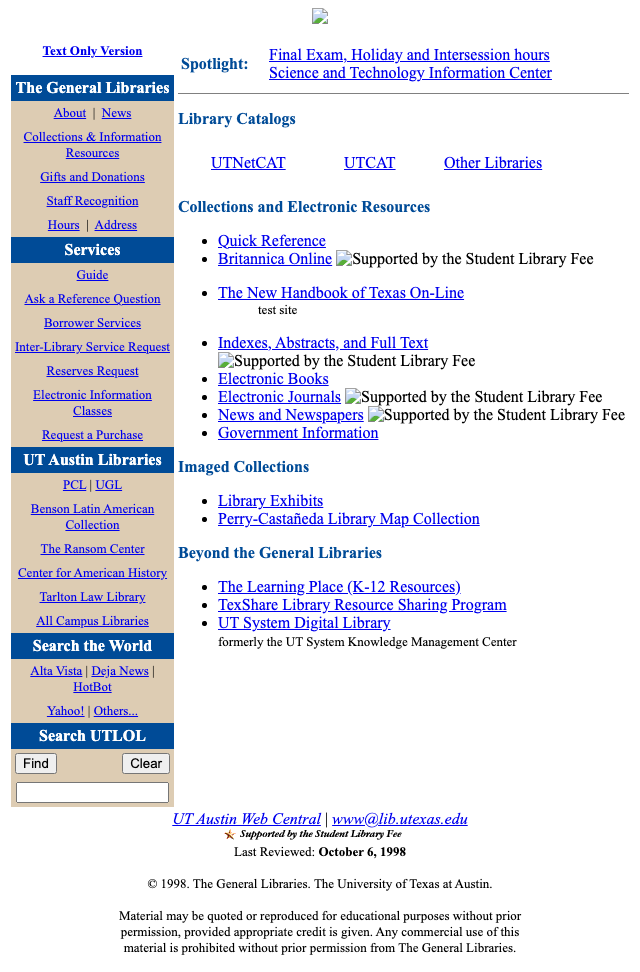 Text Only Version
The General Libraries
About | News
Collections & Information
Resources
Gifts and Donations
Staff Recognition
Hours | Address
Services
Guide
Ask a Reference Question
Borrower Services
Inter-Library Service Request
Reserves Request
Electronic Information
Classes
Request a Purchase
UT Austin Libraries
PCL | UGL
Benson Latin American
Collection
The Ransom Center
Center for American History
Tarlton Law Library
All Campus Libraries
Search the World
Alta Vista | Deja News |
HotBot
Yahoo! | Others...
Search UTLOL
Find Clear
Spotlight:
Final Exam, Holiday and Intersession hours
Science and Technology Information Center
Library Catalogs
UTNetCAT UTCAT Other Libraries
Collections and Electronic Resources
Quick Reference
Britannica Online Supported by the Student Library Fee
The New Handbook of Texas On-Line
test site
Indexes, Abstracts, and Full Text
Supported by the Student Library Fee
Electronic Books
Electronic Journals Supported by the Student Library Fee
News and Newspapers Supported by the Student Library Fee
Government Information
Imaged Collections
Library Exhibits
Perry-Castañeda Library Map Collection
Beyond the General Libraries
The Learning Place (K-12 Resources)
TexShare Library Resource Sharing Program
UT System Digital Library
formerly the UT System Knowledge Management Center
UT Austin Web Central | www@lib.utexas.edu
Supported by the Student Library Fee
Last Reviewed: October 6, 1998
© 1998. The General Libraries. The University of Texas at Austin.
Material may be quoted or reproduced for educational purposes without prior
permission, provided appropriate credit is given. Any commercial use of this
material is prohibited without prior permission from The General Libraries.